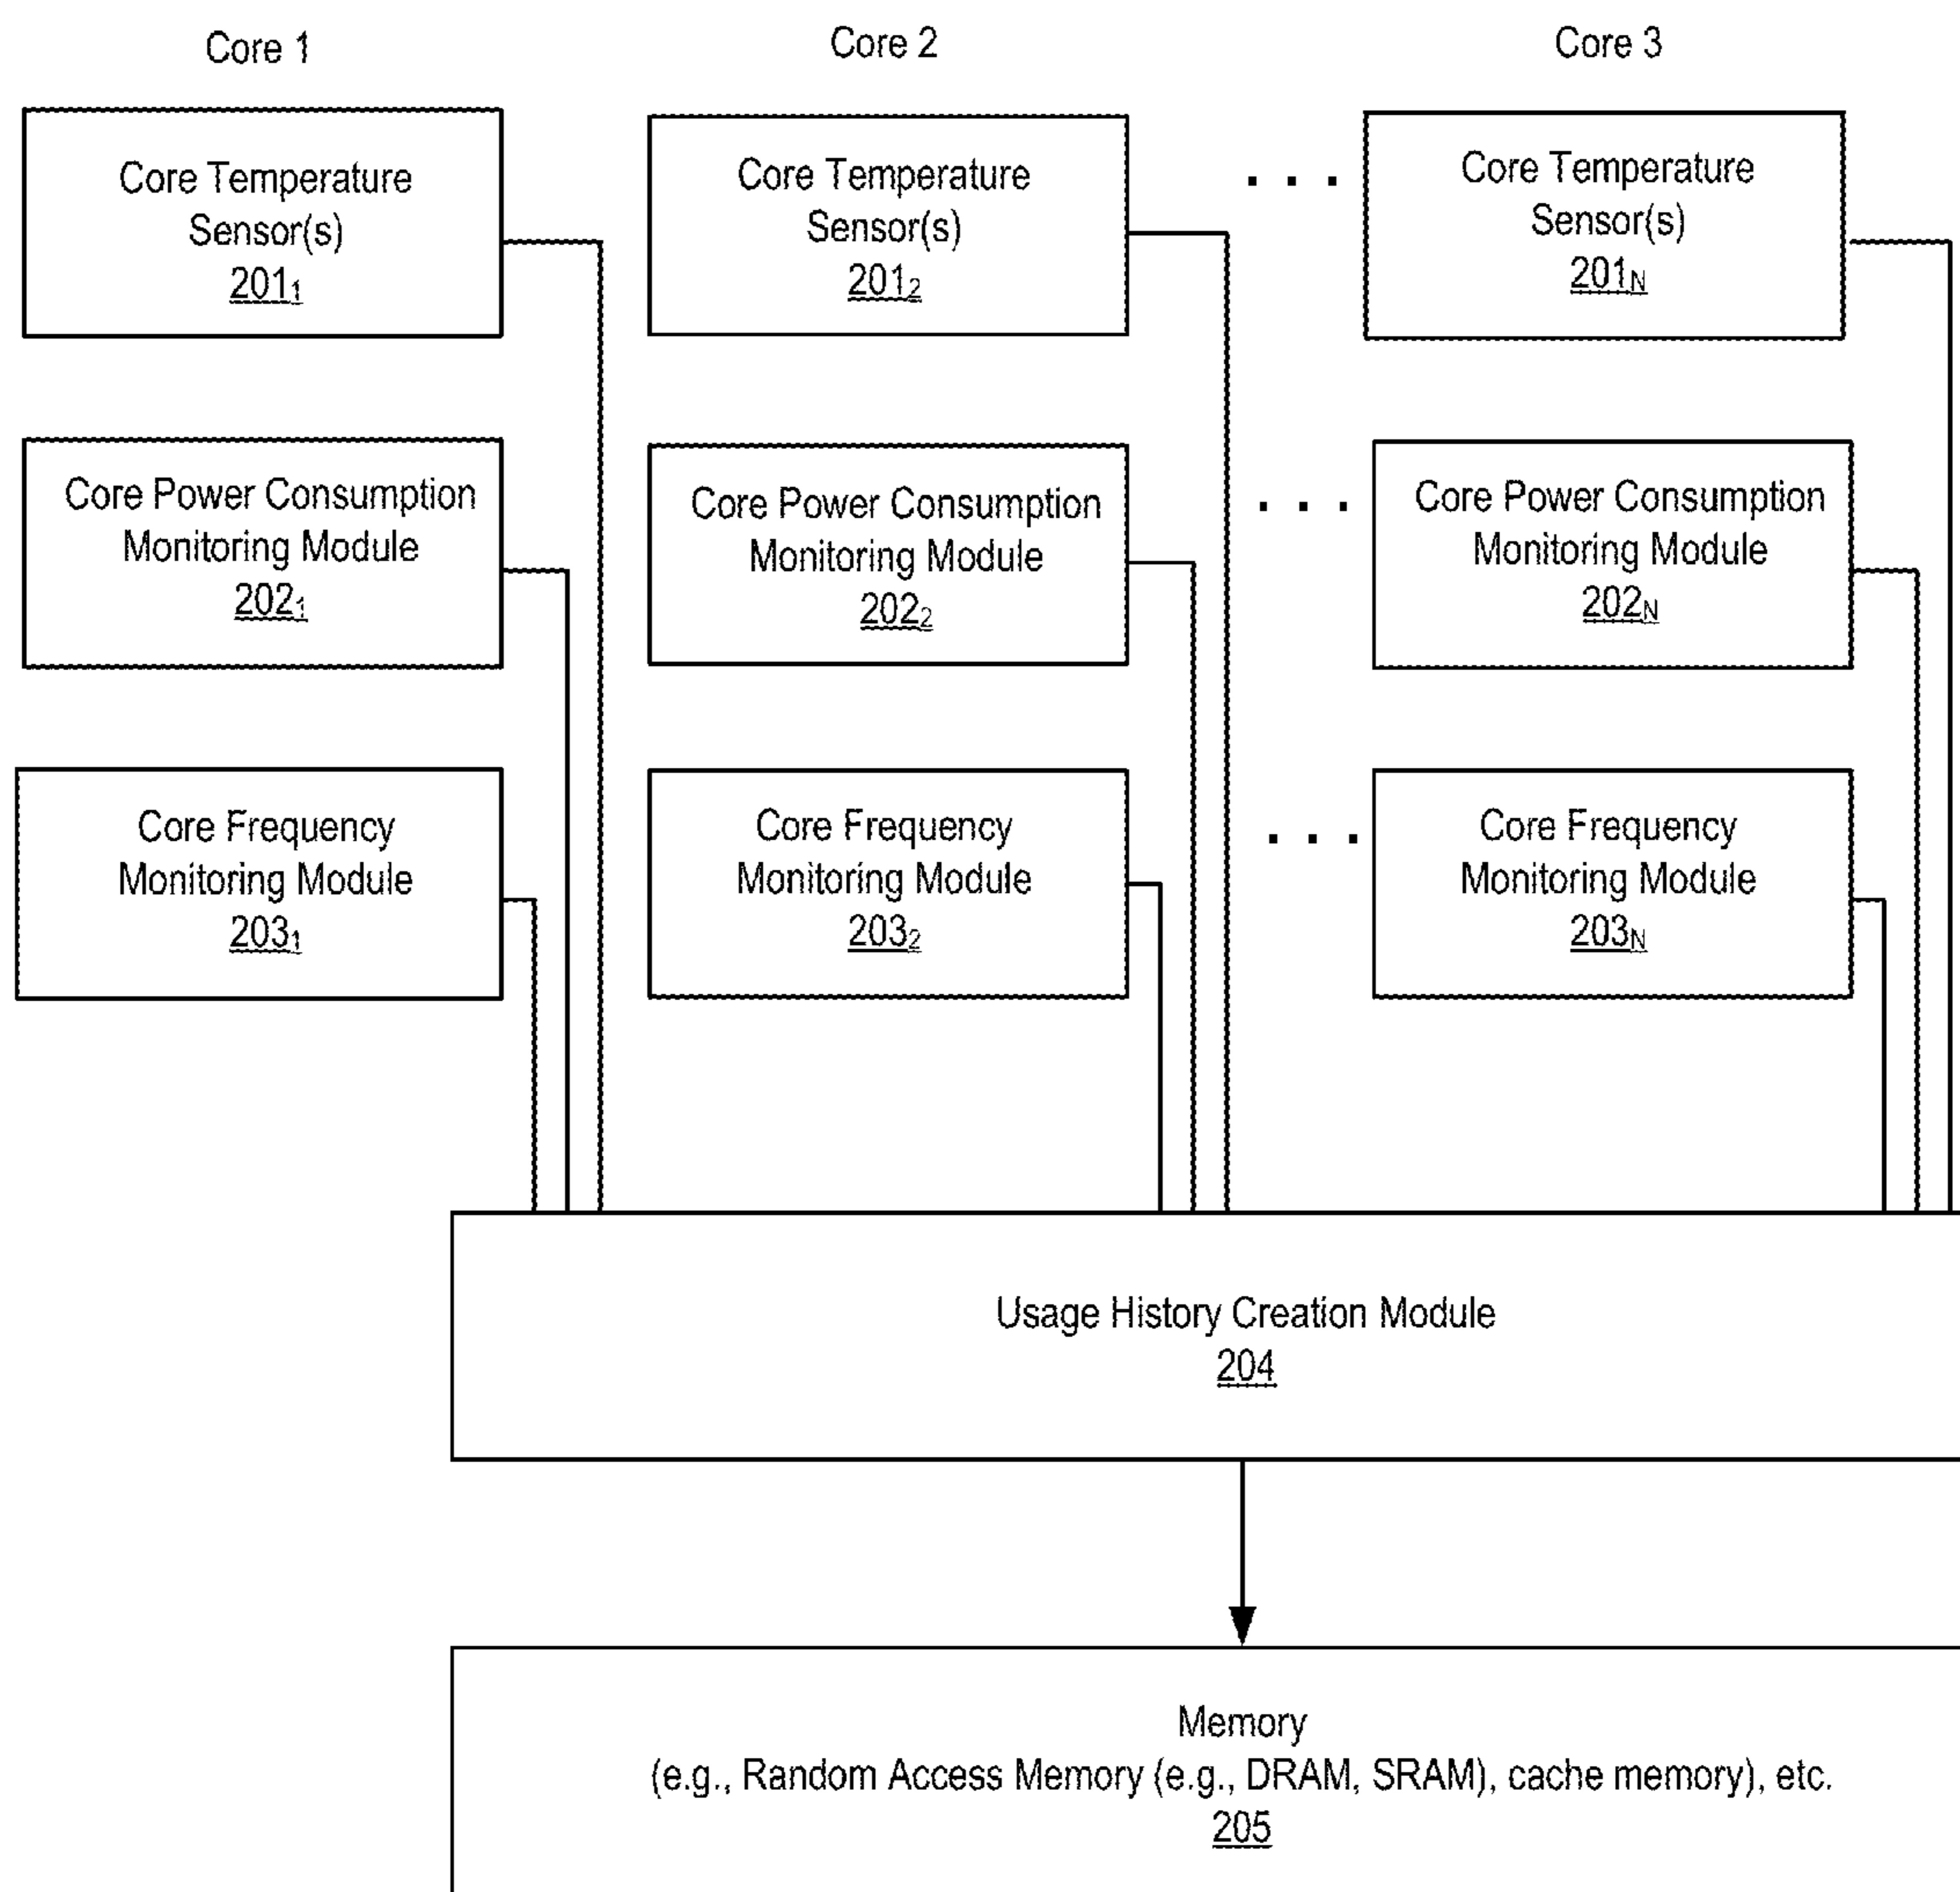 Core 1
Core 2
Core 3
Core Temperature
Sensor(s)
201₁
Core Temperature
Sensor(s)
201₂
. . .
Core Temperature
Sensor(s)
201N
Core Power Consumption
Monitoring Module
202₁
Core Power Consumption
Monitoring Module
202₂
. . .
Core Power Consumption
Monitoring Module
202N
Core Frequency
Monitoring Module
203₁
Core Frequency
Monitoring Module
203₂
. . .
Core Frequency
Monitoring Module
203N
Usage History Creation Module
204
Memory
(e.g., Random Access Memory (e.g., DRAM, SRAM), cache memory), etc.
205